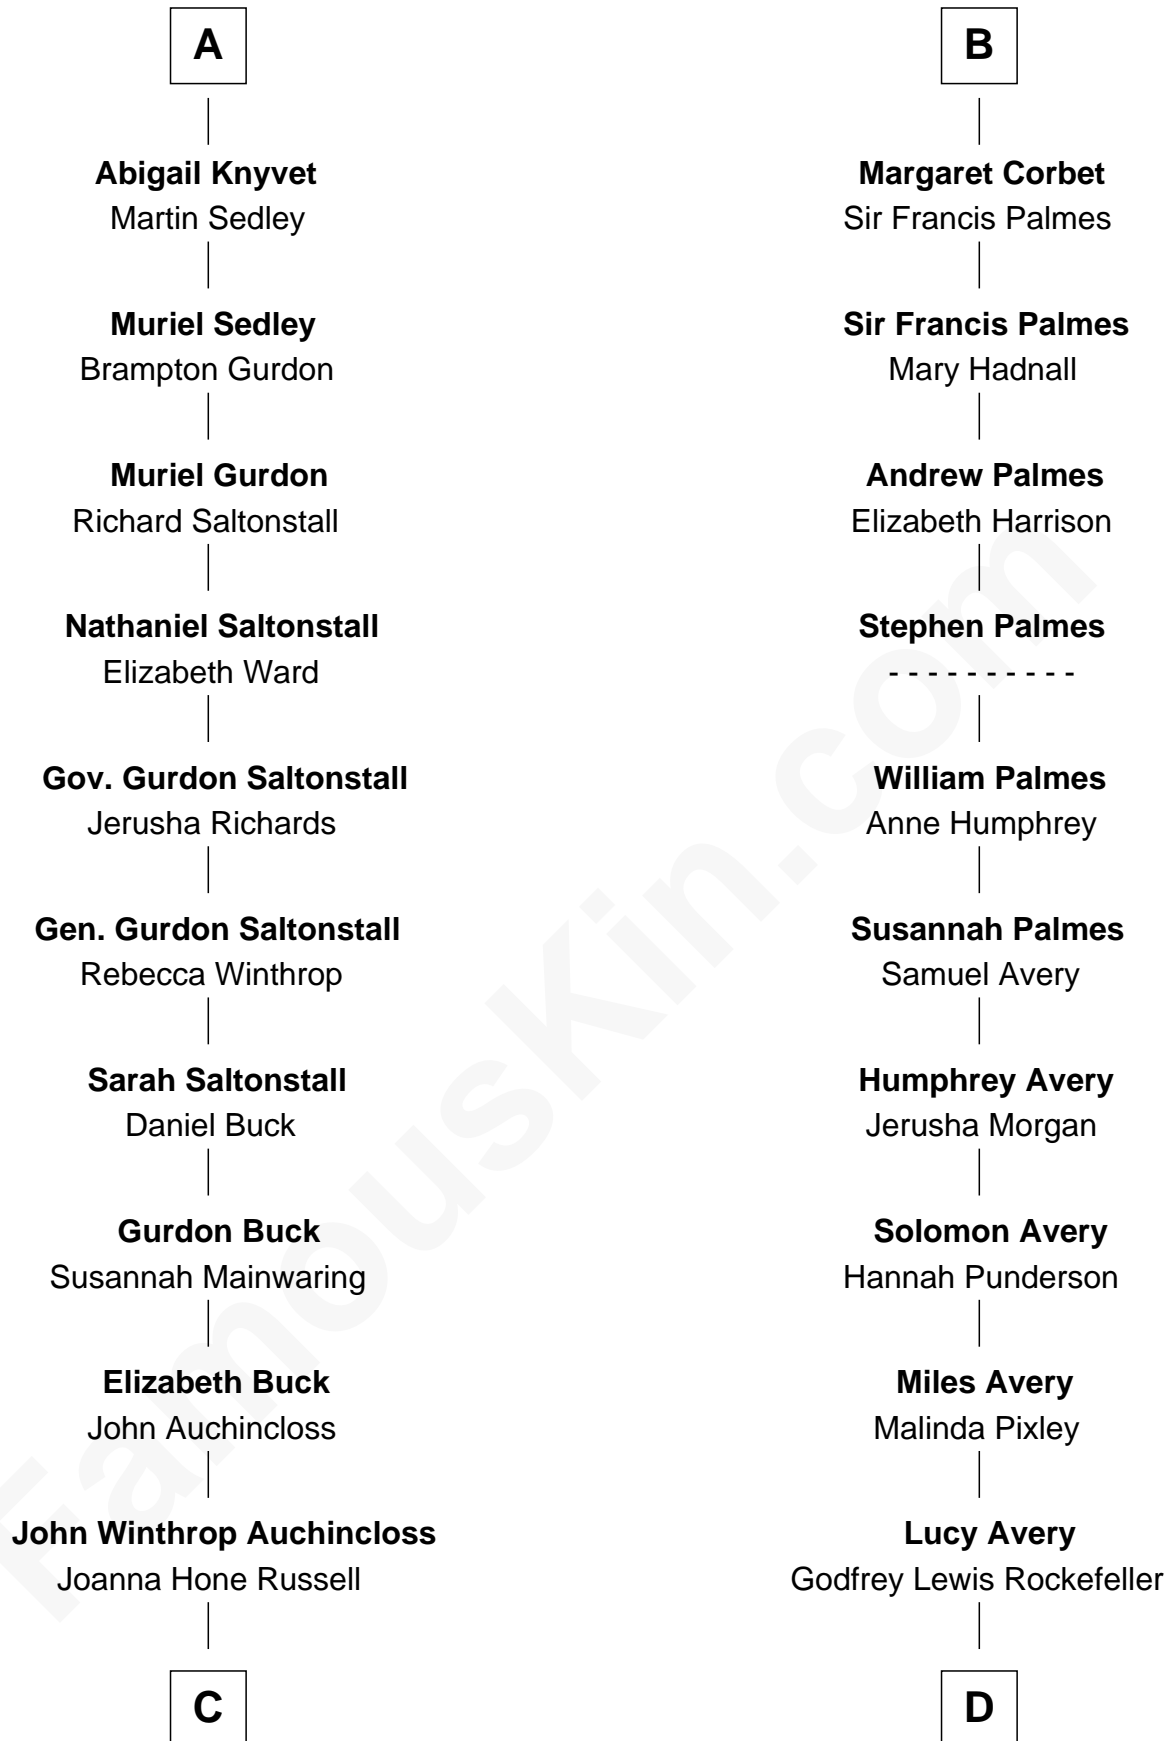 A
Abigail Knyvet
Martin Sedley
Muriel Sedley
Brampton Gurdon
Muriel Gurdon
Richard Saltonstall
Nathaniel Saltonstall
Elizabeth Ward
Gov. Gurdon Saltonstall
Jerusha Richards
Gen. Gurdon Saltonstall
Rebecca Winthrop
Sarah Saltonstall
Daniel Buck
Gurdon Buck
Susannah Mainwaring
Elizabeth Buck
John Auchincloss
John Winthrop Auchincloss
Joanna Hone Russell
C
B
Margaret Corbet
Sir Francis Palmes
Sir Francis Palmes
Mary Hadnall
Andrew Palmes
Elizabeth Harrison
Stephen Palmes
- - - - - - - - - -
William Palmes
Anne Humphrey
Susannah Palmes
Samuel Avery
Humphrey Avery
Jerusha Morgan
Solomon Avery
Hannah Punderson
Miles Avery
Malinda Pixley
Lucy Avery
Godfrey Lewis Rockefeller
D
FamousKin.com